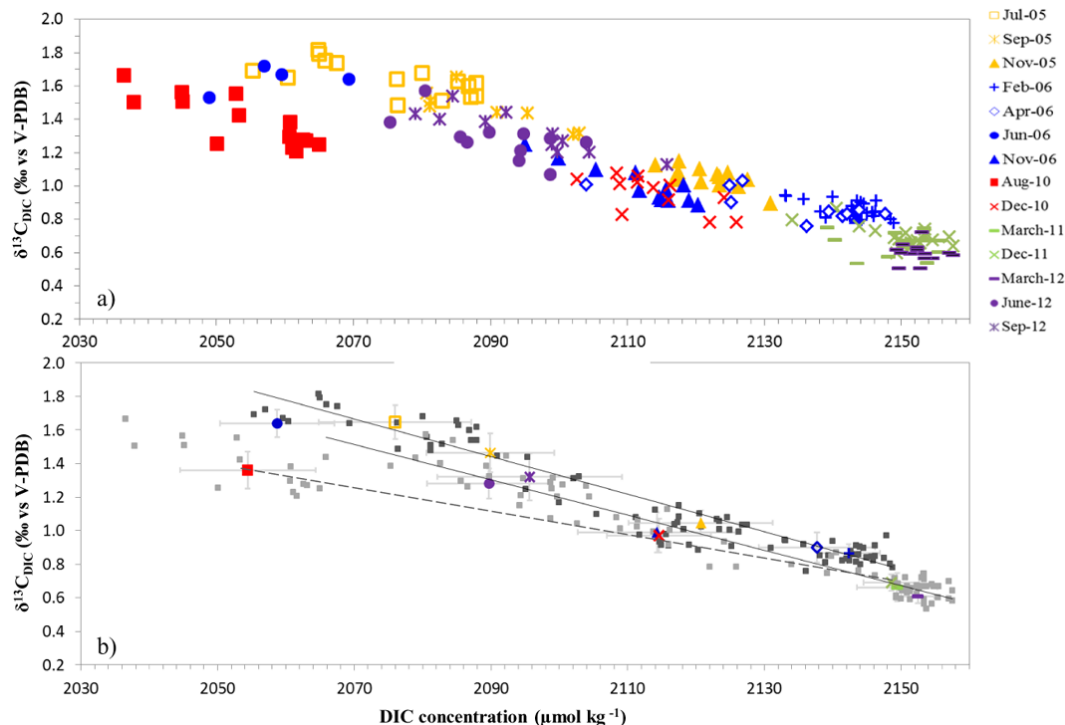 2.0
1.8
1.6
1.4
1.2
1.0
0.8
0.6
0.4
0.2
δ¹³C_DIC (‰ vs V-PDB)
a)
2030 2050 2070 2090 2110 2130 2150
Jul-05
Sep-05
Nov-05
Feb-06
Apr-06
Jun-06
Nov-06
Aug-10
Dec-10
March-11
Dec-11
March-12
June-12
Sep-12
2.0
1.8
1.6
1.4
1.2
1.0
0.8
0.6
0.4
0.2
δ¹³C_DIC (‰ vs V-PDB)
b)
2030 2050 2070 2090 2110 2130 2150
DIC concentration (µmol kg ⁻¹)